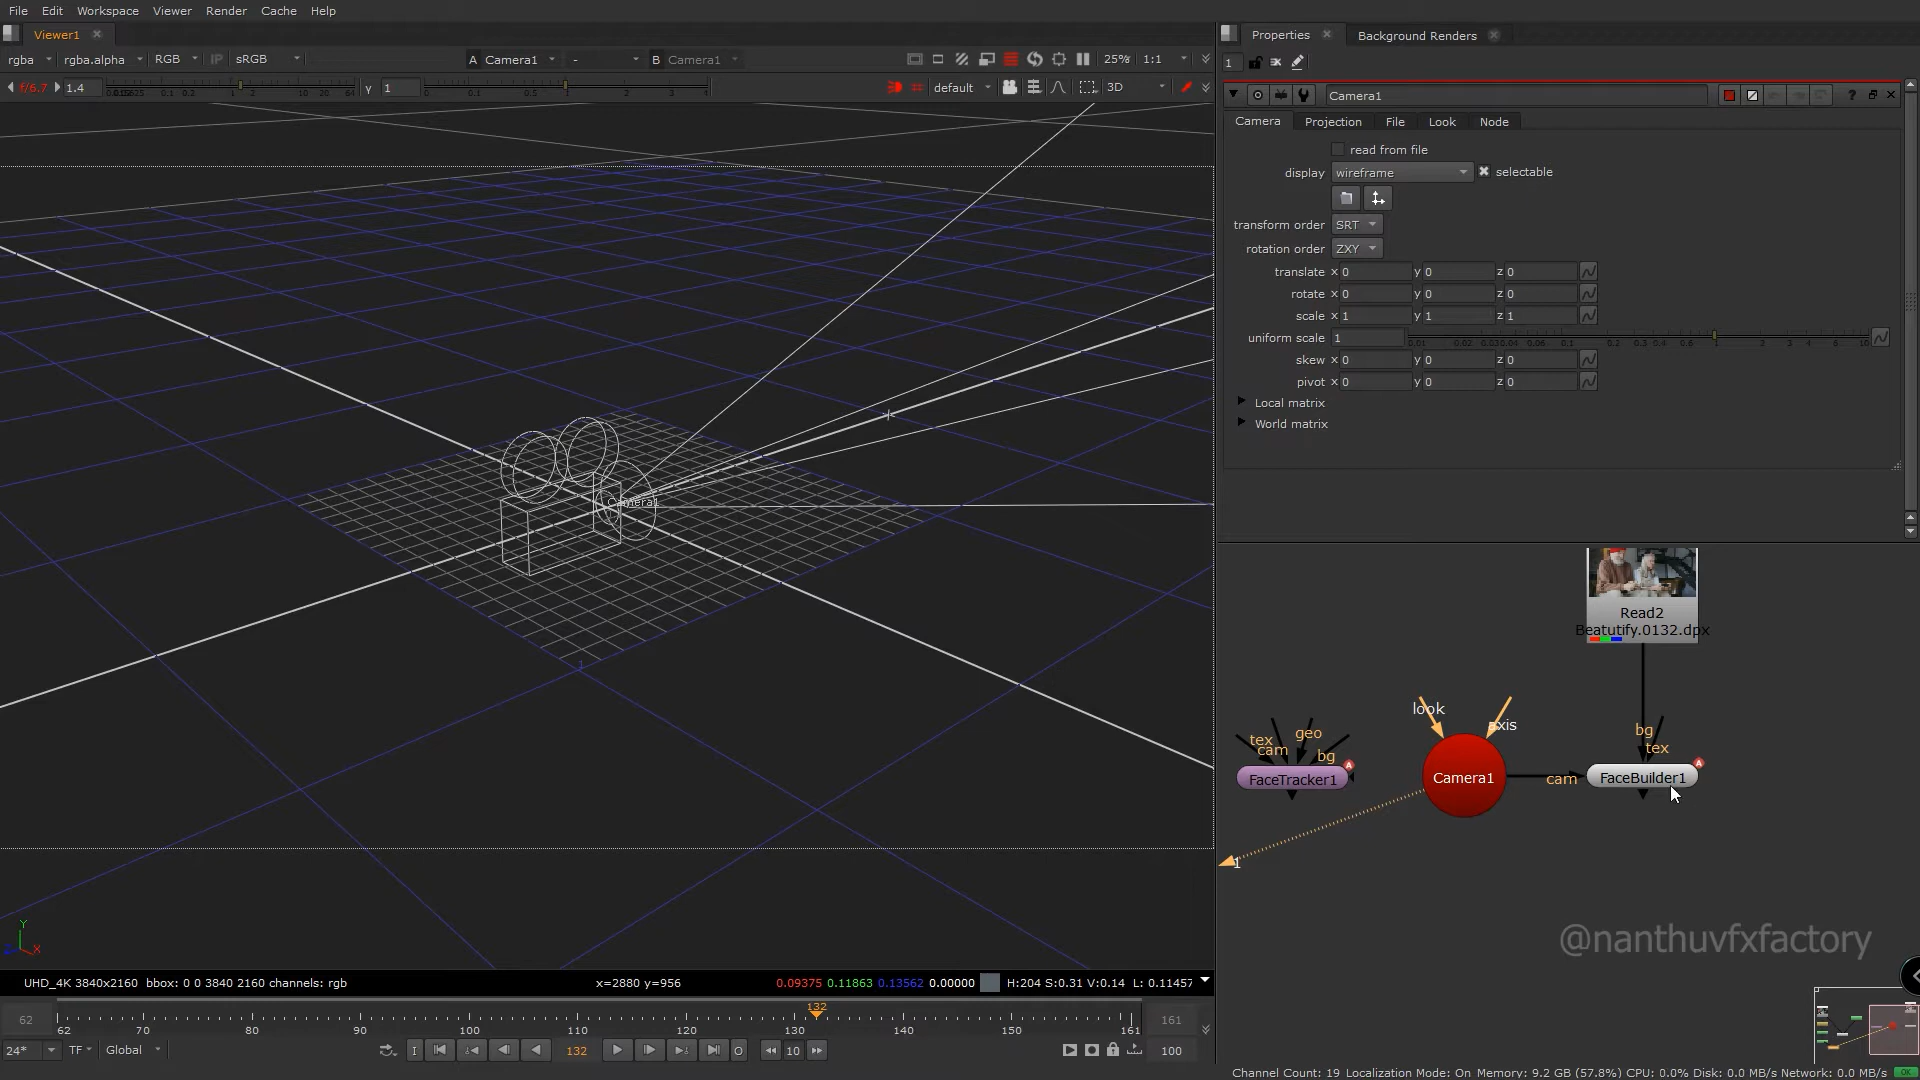 File Edit Workspace Viewer Render Cache Help
Viewer1
rgba rgba.alpha RGB IP sRGB A Camera1 - B Camera1 25% 1:1
f/6.7 1.4 y 1 default 3D
Camera1
1
Y
X
UHD_4K 3840x2160 bbox: 0 0 3840 2160 channels: rgb x=2880 y=956 0.09375 0.11863 0.13562 0.00000 H:204 S:0.31 V:0.14 L: 0.11457
132
62 62 70 80 90 100 110 120 130 140 150 161 161
24* TF Global I 132 O 10 100
Properties Background Renders
1
Camera1 ?
Camera Projection File Look Node
read from file
display wireframe selectable
transform order SRT
rotation order ZXY
translate x 0 y 0 z 0
rotate x 0 y 0 z 0
scale x 1 y 1 z 1
uniform scale 1
skew x 0 y 0 z 0
pivot x 0 y 0 z 0
Local matrix
World matrix
Read2
Beatutify.0132.dpx
look
axis
tex
cam
geo
bg
A
FaceTracker1
Camera1
cam
bg
tex
A
FaceBuilder1
1
@nanthuvfxfactory
Channel Count: 19 Localization Mode: On Memory: 9.2 GB (57.8%) CPU: 0.0% Disk: 0.0 MB/s Network: 0.0 MB/s OK